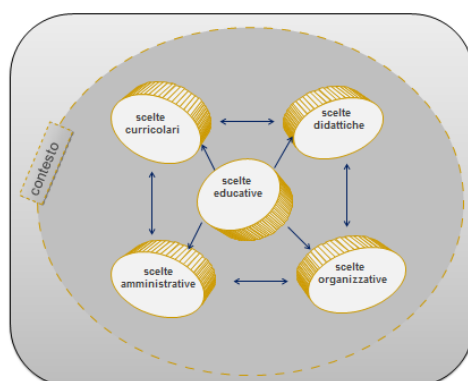 scelte
curricolari
scelte
didattiche
contesto
scelte
educative
scelte
amministrative
scelte
organizzative